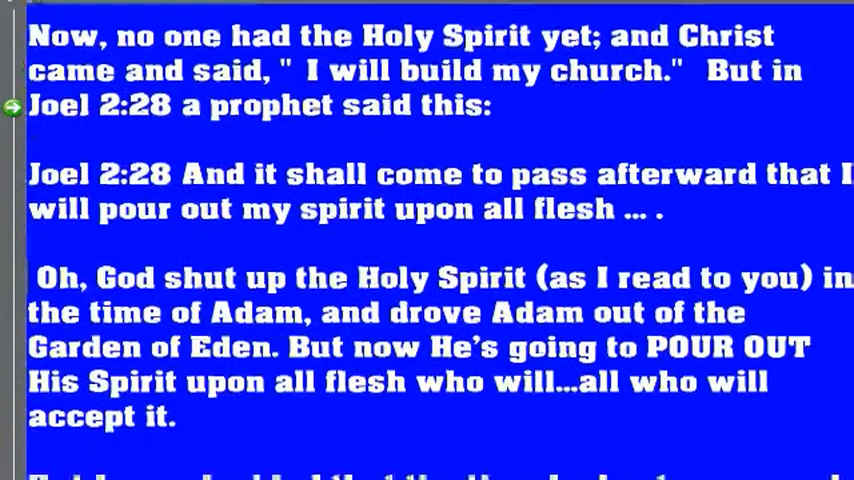 Now, no one had the Holy Spirit yet; and Christ
came and said, " I will build my church."  But in
Joel 2:28 a prophet said this:
Joel 2:28 And it shall come to pass afterward that I
will pour out my spirit upon all flesh ... .
Oh, God shut up the Holy Spirit (as I read to you) in
the time of Adam, and drove Adam out of the
Garden of Eden. But now He's going to POUR OUT
His Spirit upon all flesh who will...all who will
accept it.